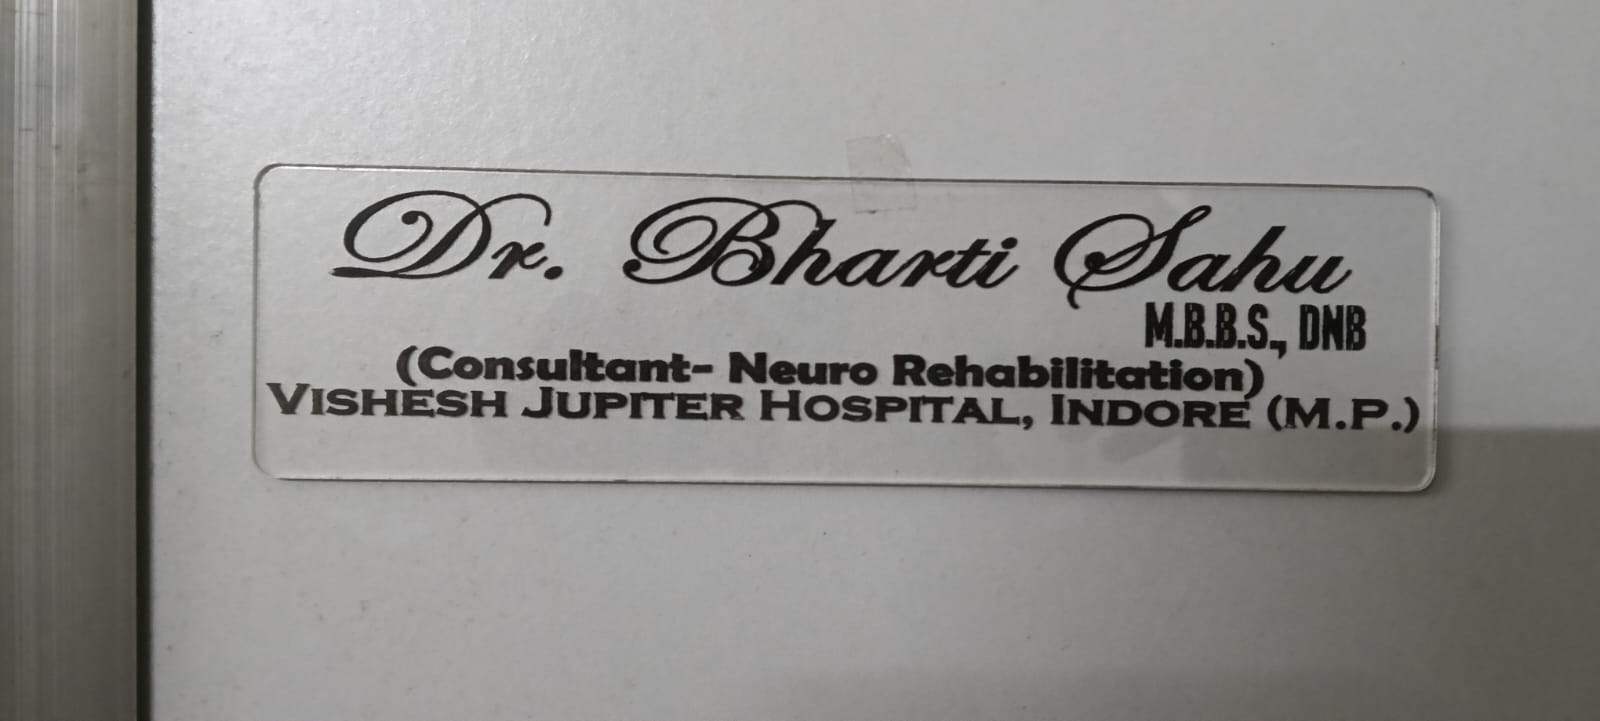 Dr. Bharti Sahu
M.B.B.S., DNB
(Consultant- Neuro Rehabilitation)
VISHESH JUPITER HOSPITAL, INDORE (M.P.)